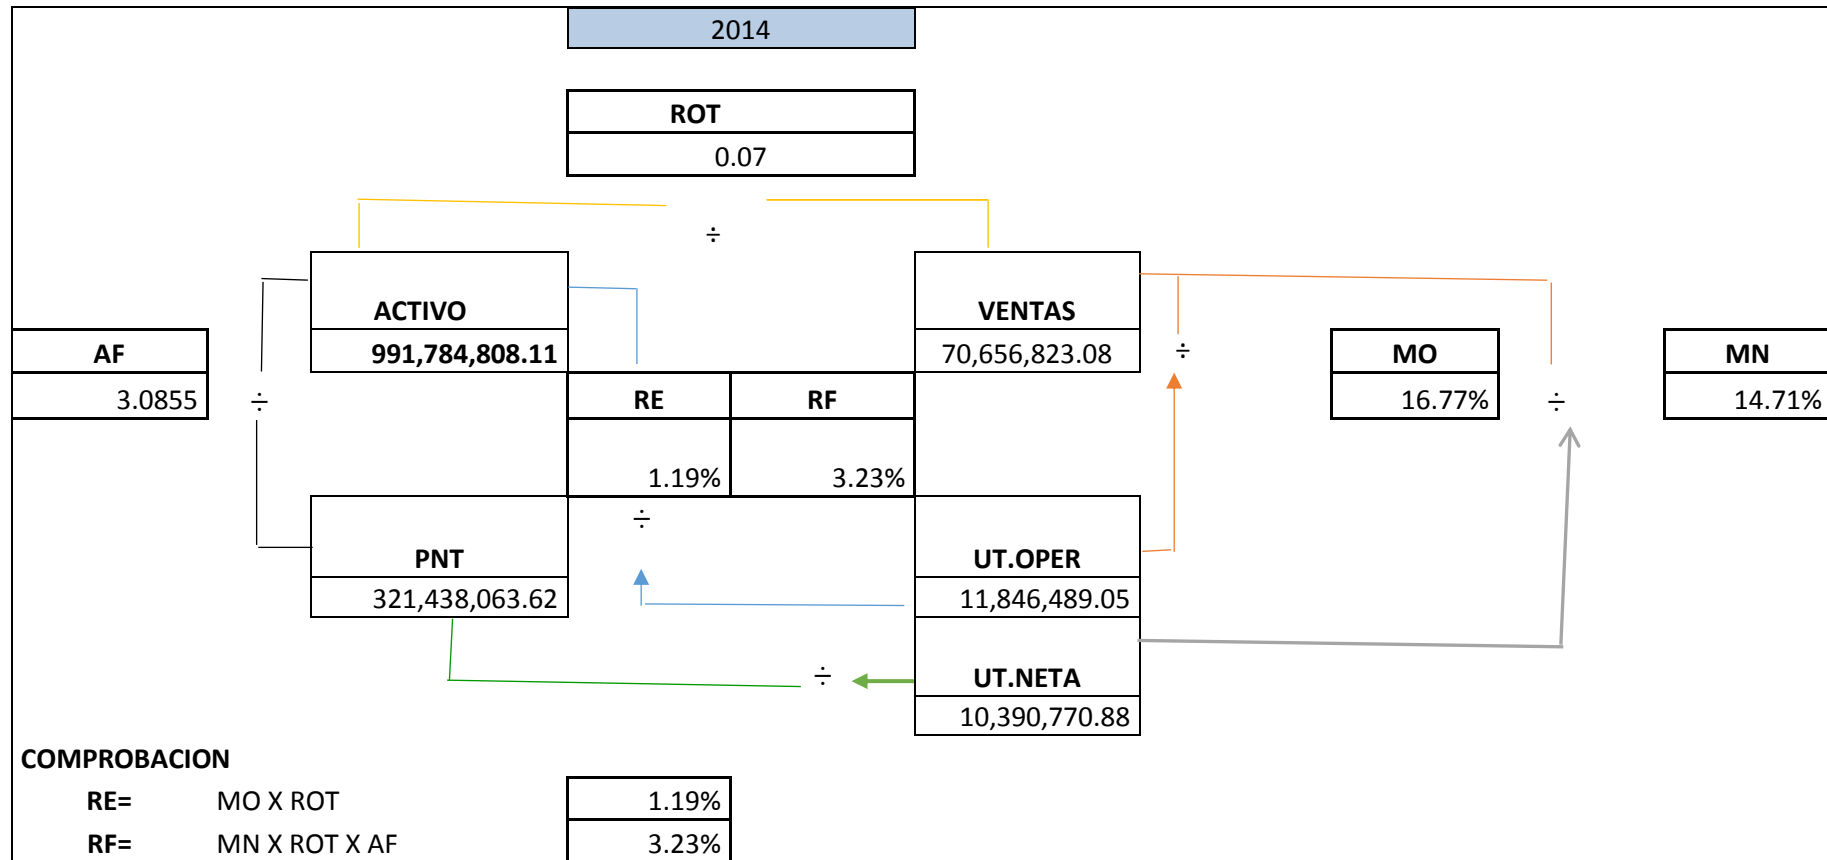 2014
ROT
0.07
÷
ACTIVO VENTAS
991,784,808.11 70,656,823.08 ÷
AF MO MN
3.0855 ÷ RE RF 16.77% ÷ 14.71%
1.19% 3.23%
÷
PNT UT.OPER
321,438,063.62 11,846,489.05
÷ UT.NETA
10,390,770.88
COMPROBACION
RE= MO X ROT 1.19%
RF= MN X ROT X AF 3.23%